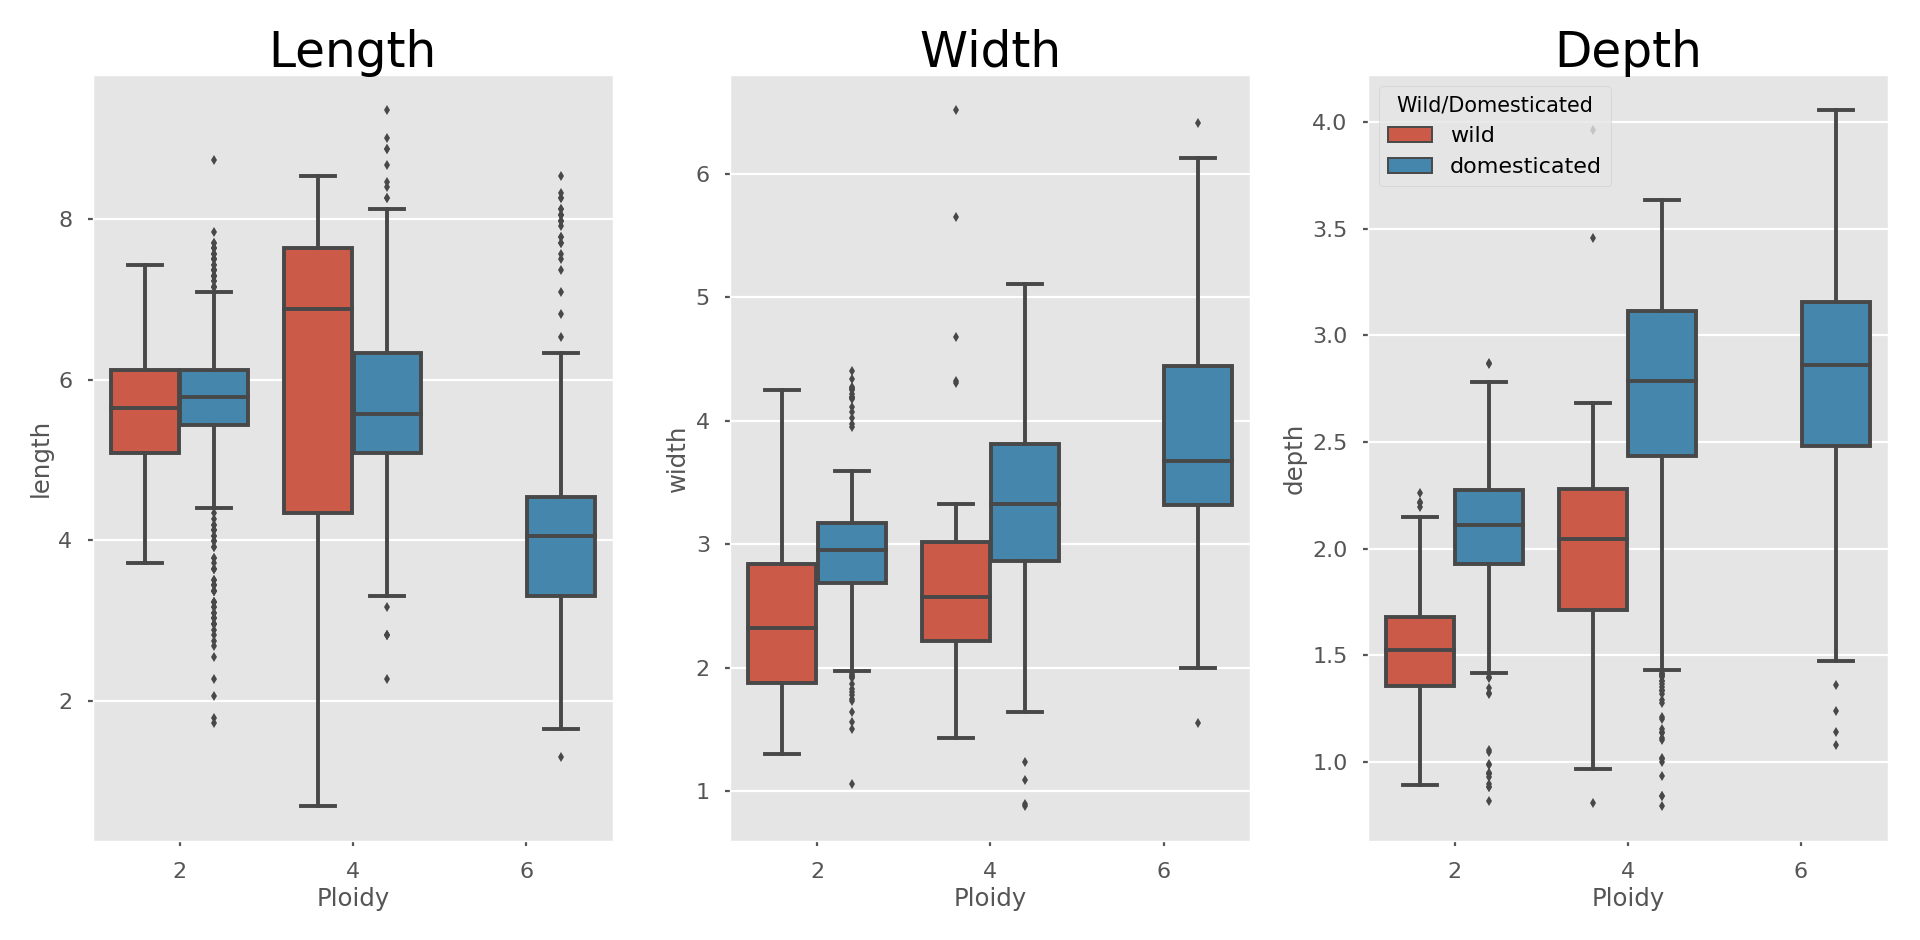 Length
Width
Depth
8
6
4
2
length
2
4
6
Ploidy
6
5
4
3
2
1
width
2
4
6
Ploidy
Wild/Domesticated
wild
domesticated
4.0
3.5
3.0
2.5
2.0
1.5
1.0
depth
2
4
6
Ploidy